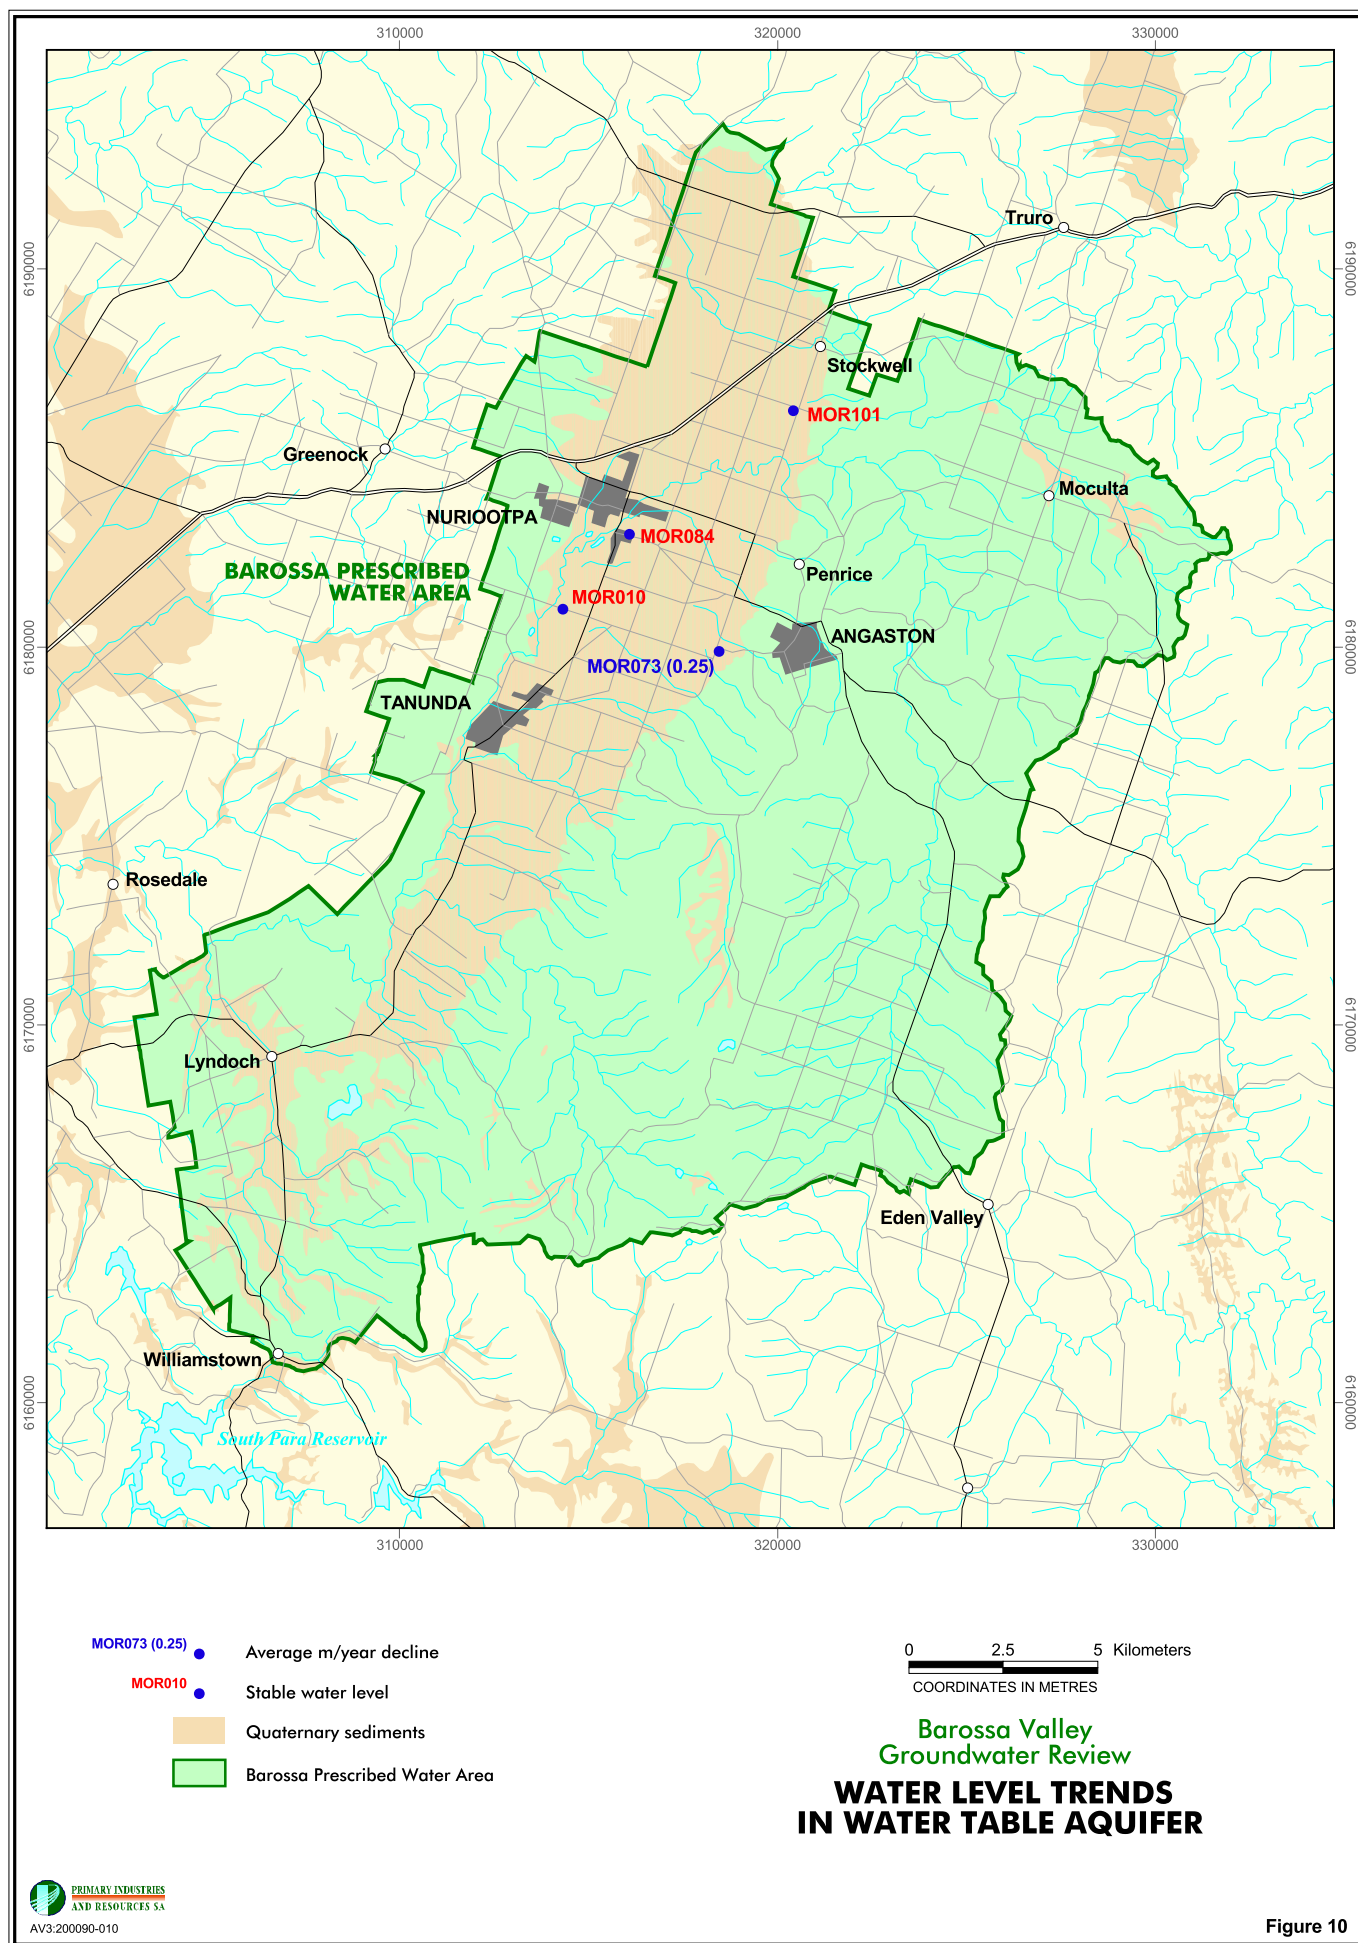 310000
320000
330000
Truro
6190000
6190000
Stockwell
MOR101
Greenock
Moculta
NURIOOTPA
MOR084
BAROSSA PRESCRIBED
WATER AREA
Penrice
MOR010
ANGASTON
6180000
6180000
MOR073 (0.25)
TANUNDA
Rosedale
6170000
6170000
Lyndoch
Eden Valley
Williamstown
6160000
6160000
South Para Reservoir
310000
320000
330000
MOR073 (0.25)
Average m/year decline
MOR010
Stable water level
Quaternary sediments
Barossa Prescribed Water Area
0 2.5 5 Kilometers
COORDINATES IN METRES
Barossa Valley
Groundwater Review
WATER LEVEL TRENDS
IN WATER TABLE AQUIFER
PRIMARY INDUSTRIES
AND RESOURCES SA
AV3:200090-010
Figure 10